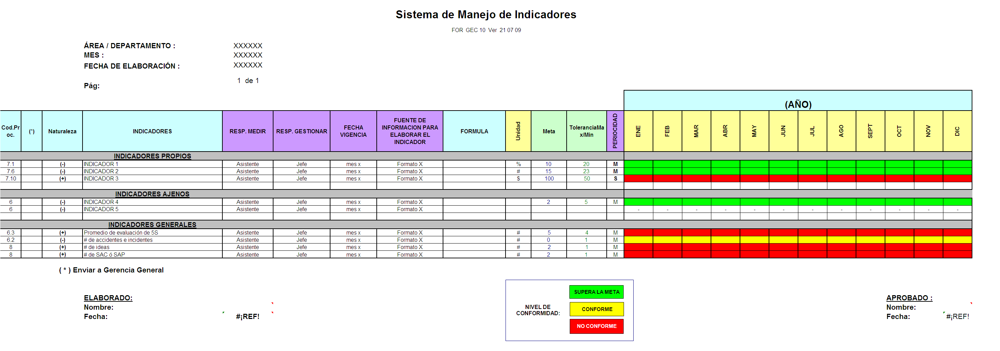 Sistema de Manejo de Indicadores
FOR GEC 10 Ver 21 07 09
ÁREA / DEPARTAMENTO : XXXXXX
MES : XXXXXX
FECHA DE ELABORACIÓN : XXXXXX
Pág: 1 de 1
(AÑO)
Cod.Proc. (*) Naturaleza INDICADORES RESP. MEDIR RESP. GESTIONAR FECHA VIGENCIA FUENTE DE INFORMACION PARA ELABORAR EL INDICADOR FORMULA Unidad Meta ToleranciaMax/Min PERIOCIDAD ENE FEB MAR ABR MAY JUN JUL AGO SEPT OCT NOV DIC
INDICADORES PROPIOS
7.1 (-) INDICADOR 1 Asistente Jefe mes x Formato X % 10 20 M
7.6 (-) INDICADOR 2 Asistente Jefe mes x Formato X # 15 23 M
7.10 (+) INDICADOR 3 Asistente Jefe mes x Formato X $ 100 50 S
INDICADORES AJENOS
6 (-) INDICADOR 4 Asistente Jefe mes x Formato X 2 5 M
6 (-) INDICADOR 5 Asistente Jefe mes x Formato X - - - - - - - - - - - -
INDICADORES GENERALES
6.3 (+) Promedio de evaluación de 5S Asistente Jefe mes x Formato X # 5 4 M
6.2 (-) # de accidentes e incidentes Asistente Jefe mes x Formato X # 0 1 M
8 (+) # de ideas Asistente Jefe mes x Formato X # 2 1 M
8 (+) # de SAC ó SAP Asistente Jefe mes x Formato X # 2 1 M
( * ) Enviar a Gerencia General
ELABORADO:
Nombre:
Fecha: #¡REF!
NIVEL DE
CONFORMIDAD:
SUPERA LA META
CONFORME
NO CONFORME
APROBADO :
Nombre:
Fecha: #¡REF!